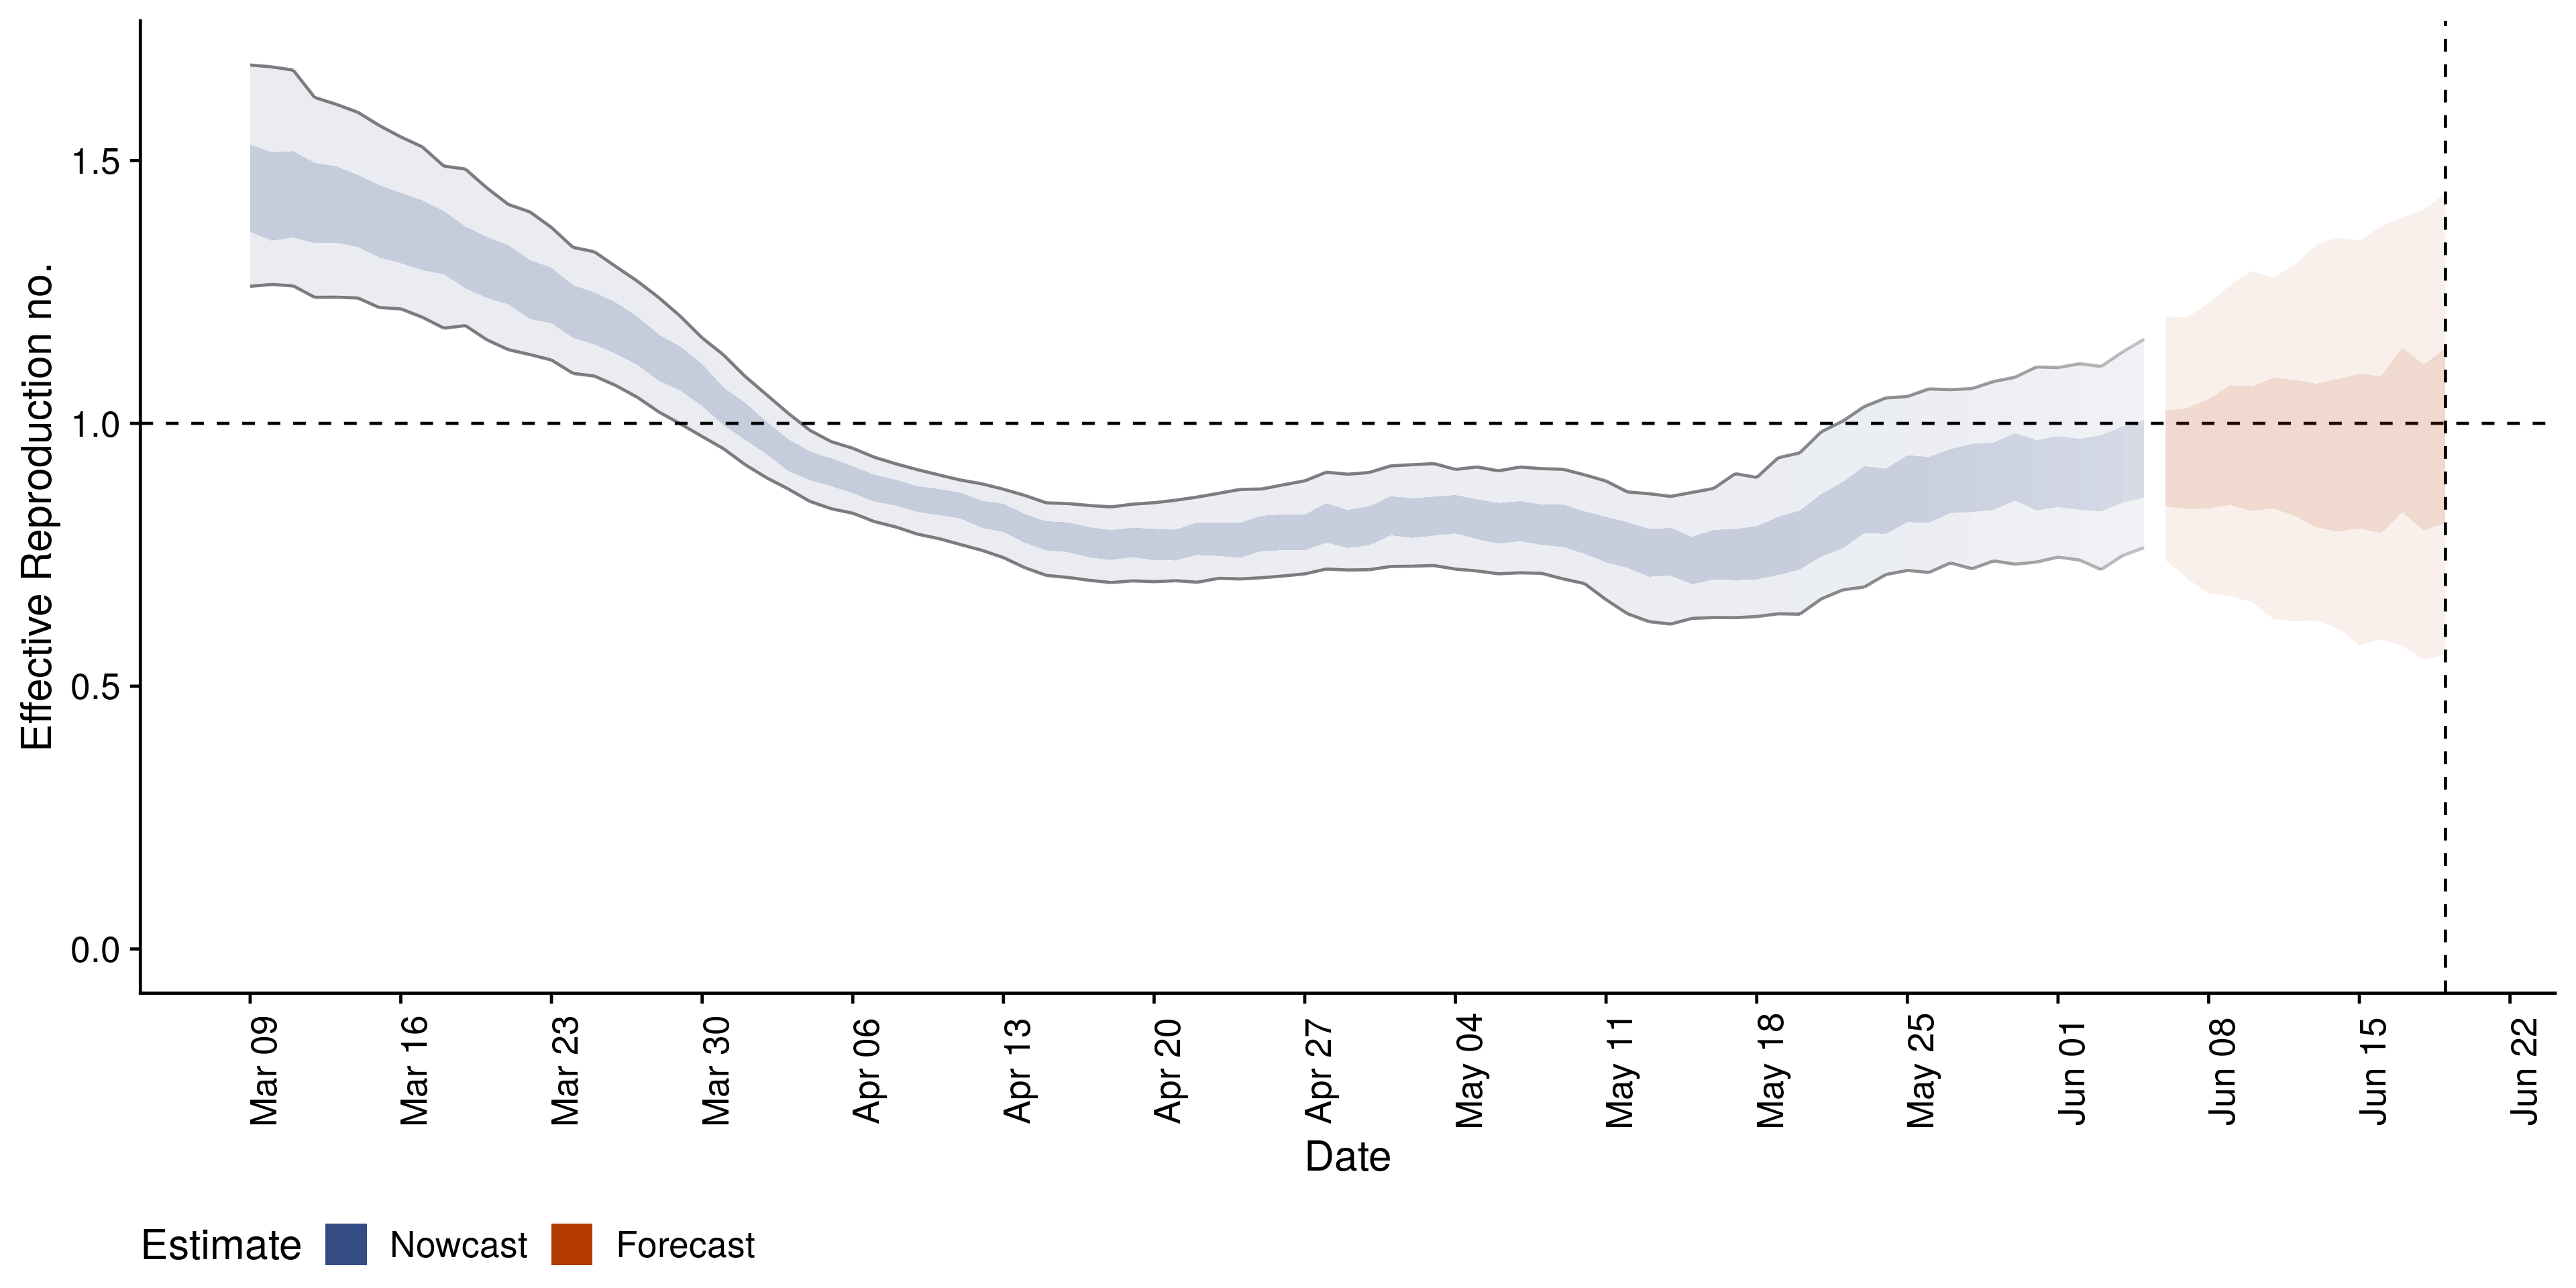 Effective Reproduction no.
1.5
1.0
0.5
0.0
Mar 09
Mar 16
Mar 23
Mar 30
Apr 06
Apr 13
Apr 20
Apr 27
May 04
May 11
May 18
May 25
Jun 01
Jun 08
Jun 15
Jun 22
Date
Estimate Nowcast Forecast